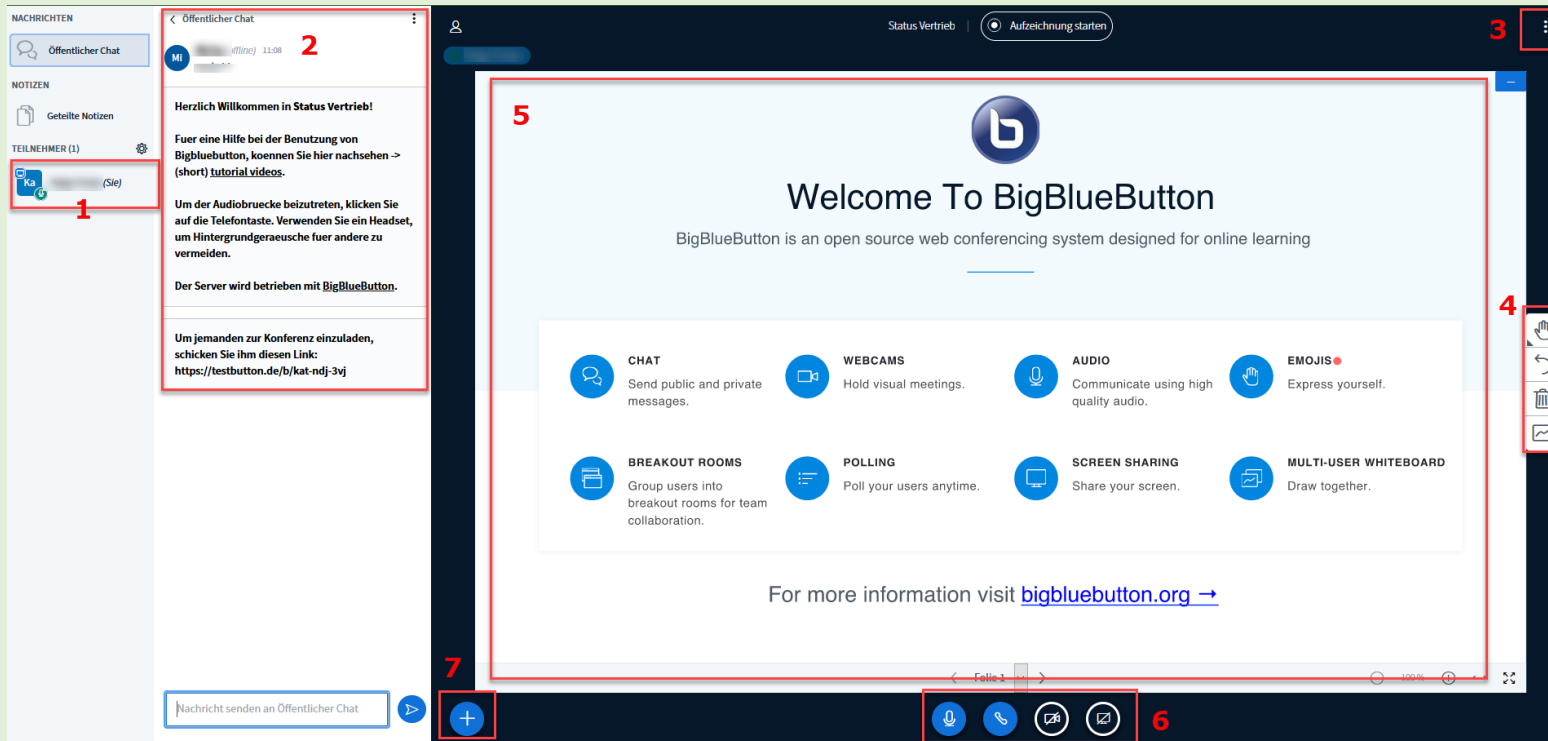 NACHRICHTEN
Öffentlicher Chat
NOTIZEN
Geteilte Notizen
TEILNEHMER (1)
Ka
(Sie)
1
Öffentlicher Chat
2
Mi
11:08
Herzlich Willkommen in Status Vertrieb!
Fuer eine Hilfe bei der Benutzung von
Bigbluebutton, koennen Sie hier nachsehen ->
(short) tutorial videos.
Um der Audiobruecke beizutreten, klicken Sie
auf die Telefontaste. Verwenden Sie ein Headset,
um Hintergrundgeraeusche fuer andere zu
vermeiden.
Der Server wird betrieben mit BigBlueButton.
Um jemanden zur Konferenz einzuladen,
schicken Sie ihm diesen Link:
https://testbutton.de/b/kat-ndj-3vj
Nachricht senden an Öffentlicher Chat
Status Vertrieb
Aufzeichnung starten
3
5
b
Welcome To BigBlueButton
BigBlueButton is an open source web conferencing system designed for online learning
4
CHAT
Send public and private
messages.
WEBCAMS
Hold visual meetings.
AUDIO
Communicate using high
quality audio.
EMOJIS
Express yourself.
BREAKOUT ROOMS
Group users into
breakout rooms for team
collaboration.
POLLING
Poll your users anytime.
SCREEN SHARING
Share your screen.
MULTI-USER WHITEBOARD
Draw together.
For more information visit bigbluebutton.org →
Folie 1
100%
7
6